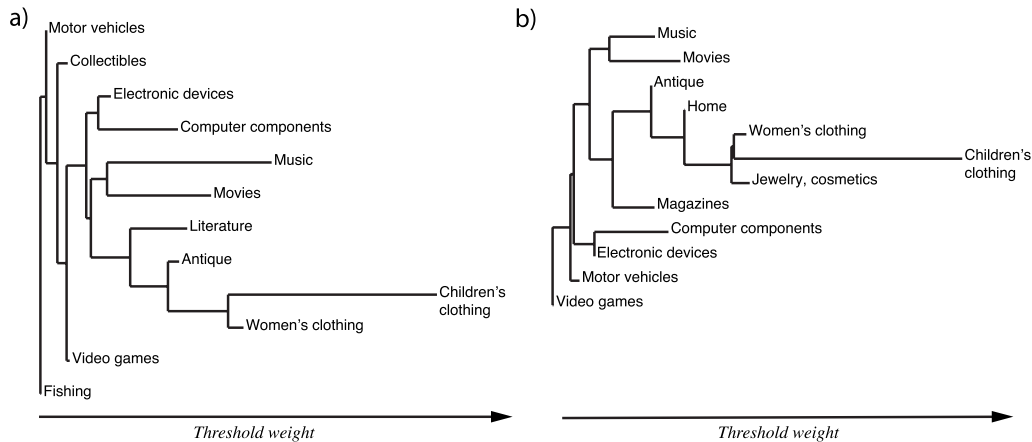 a)
Motor vehicles
Collectibles
Electronic devices
Computer components
Music
Movies
Literature
Antique
Children's
clothing
Women's clothing
Video games
Fishing
Threshold weight
b)
Music
Movies
Antique
Home
Women's clothing
Children's
clothing
Jewelry, cosmetics
Magazines
Computer components
Electronic devices
Motor vehicles
Video games
Threshold weight